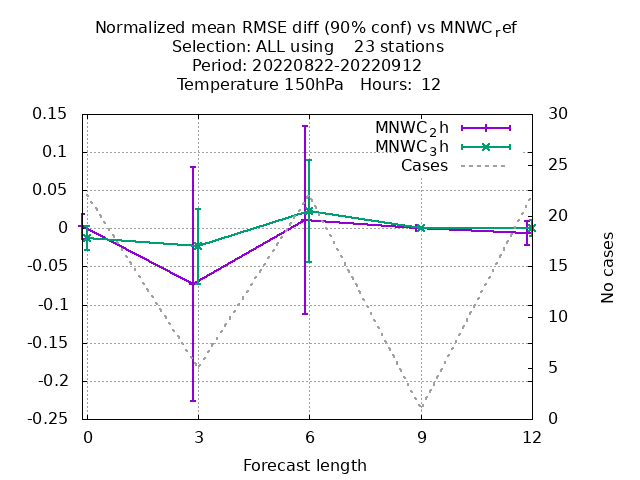 Normalized mean RMSE diff (90% conf) vs MNWC_ref
Selection: ALL using    23 stations
Period: 20220822-20220912
Temperature 150hPa   Hours:  12
MNWC_2h
MNWC_3h
Cases
0.15
0.1
0.05
0
-0.05
-0.1
-0.15
-0.2
-0.25
30
25
20
15
10
5
0
No cases
0 3 6 9 12
Forecast length